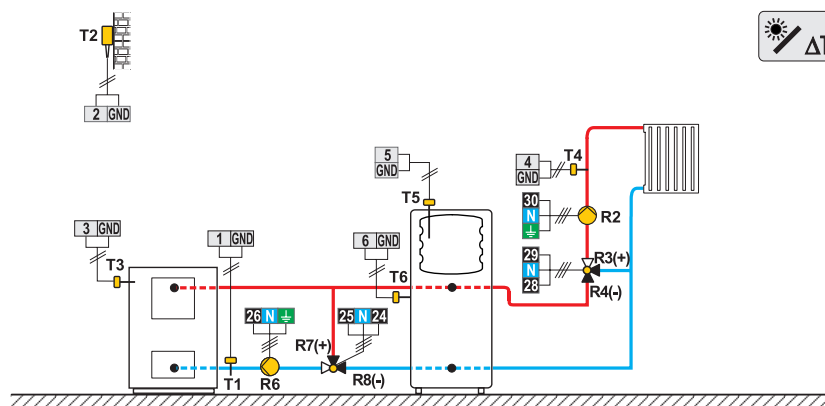 T2
2 GND
ΔT
5
GND
T5
4
GND
T4
30
N
R2
3 GND
T3
1 GND
6 GND
T6
29
N
28
R3(+)
R4(-)
26 N
25 N 24
R7(+)
T1
R6
R8(-)